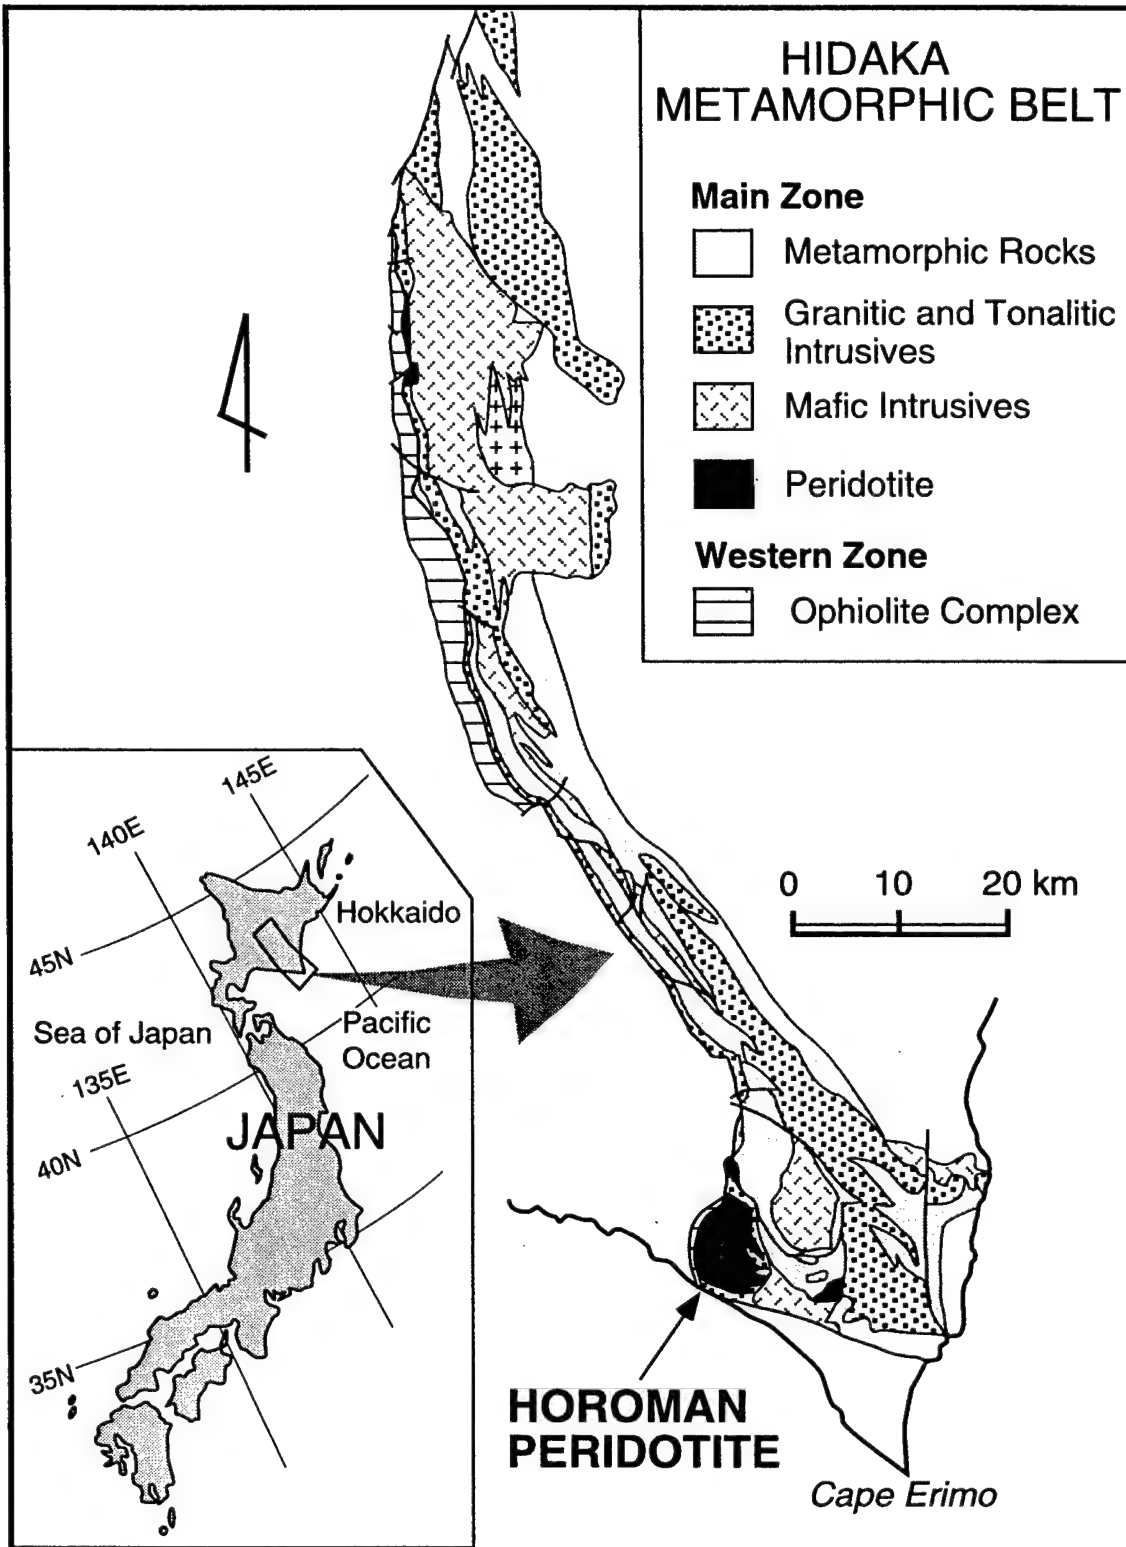 HIDAKA
METAMORPHIC BELT
Main Zone
Metamorphic Rocks
Granitic and Tonalitic
Intrusives
Mafic Intrusives
Peridotite
Western Zone
Ophiolite Complex
0 10 20 km
145E
140E
Hokkaido
45N
Sea of Japan
Pacific
Ocean
135E
JAPAN
40N
35N
HOROMAN
PERIDOTITE
Cape Erimo